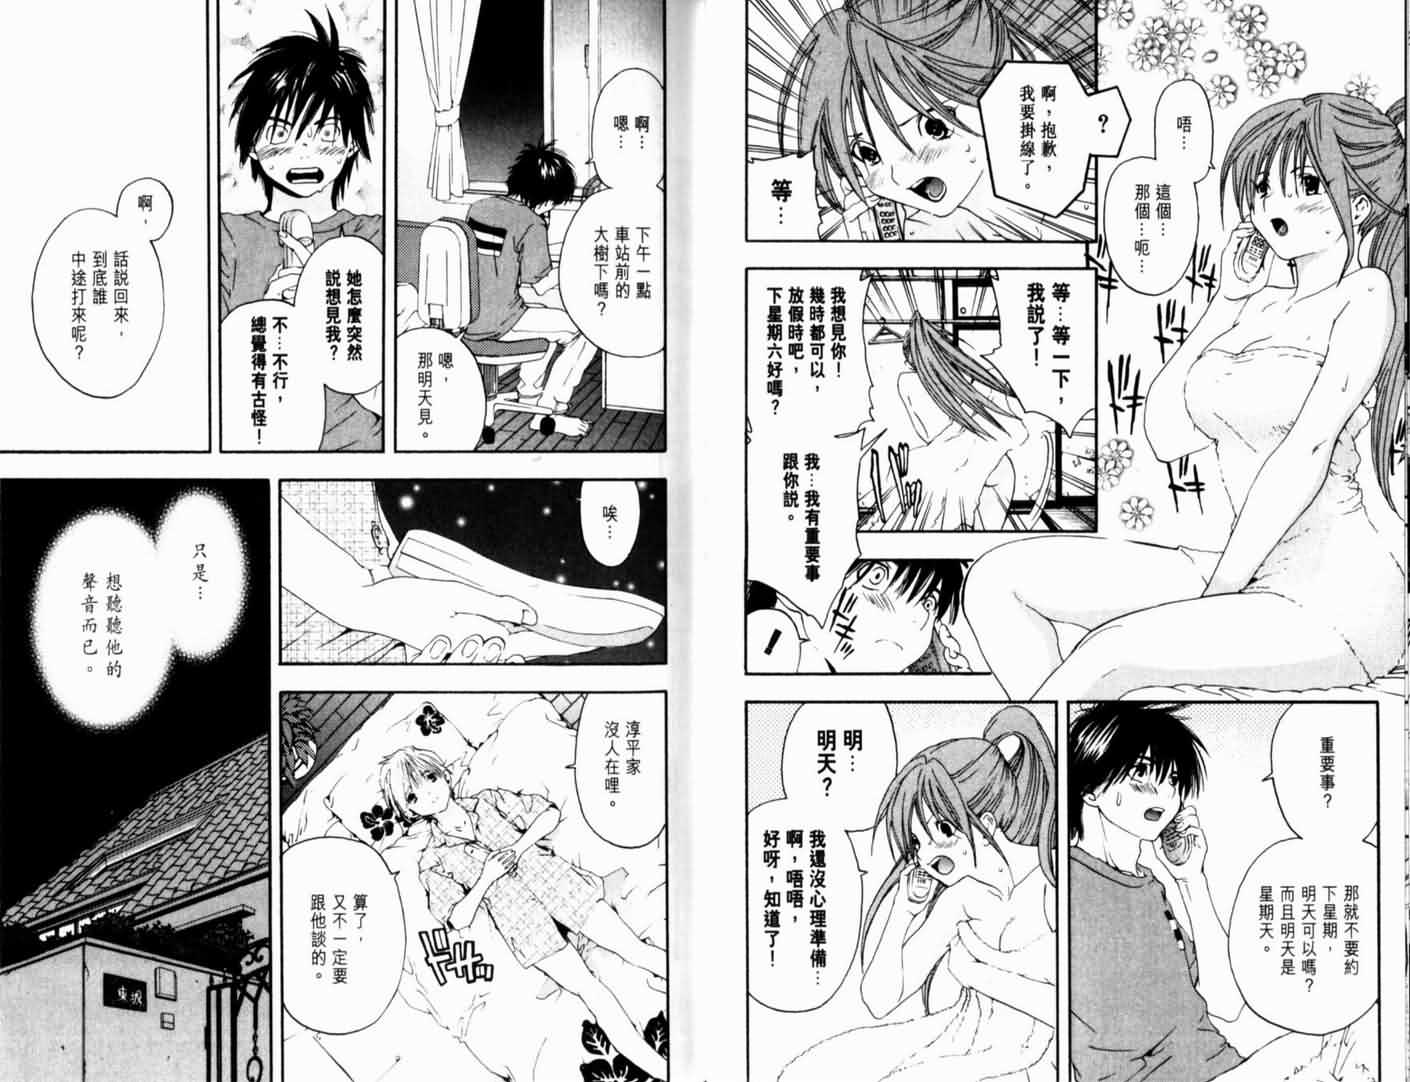 唔…
這個…
那個…呃…
啊，抱歉，
我要掛線了。
？
等…
等…等一下，
我說了！
我想見你！
幾時都可以，
放假時吧，
下星期六好嗎？
我…我有重要事
跟你說。
！
重要事？
那就不要約
下星期，
明天可以嗎？
而且明天是
星期天。
明…
明天？
我還沒心理準備…
啊，唔唔，
好呀，知道了！
啊…
嗯…
下午一點
車站前的
大樹下嗎？
嗯，
那明天見。
她怎麼突然
說想見我？
不…不行，
總覺得有古怪！
啊，
話說回來，
到底誰
中途打來呢？
唉…
淳平家
沒人在哩。
算了，
又不一定要
跟他談的。
ドサッ
只是…
想聽聽他的
聲音而已。
東城